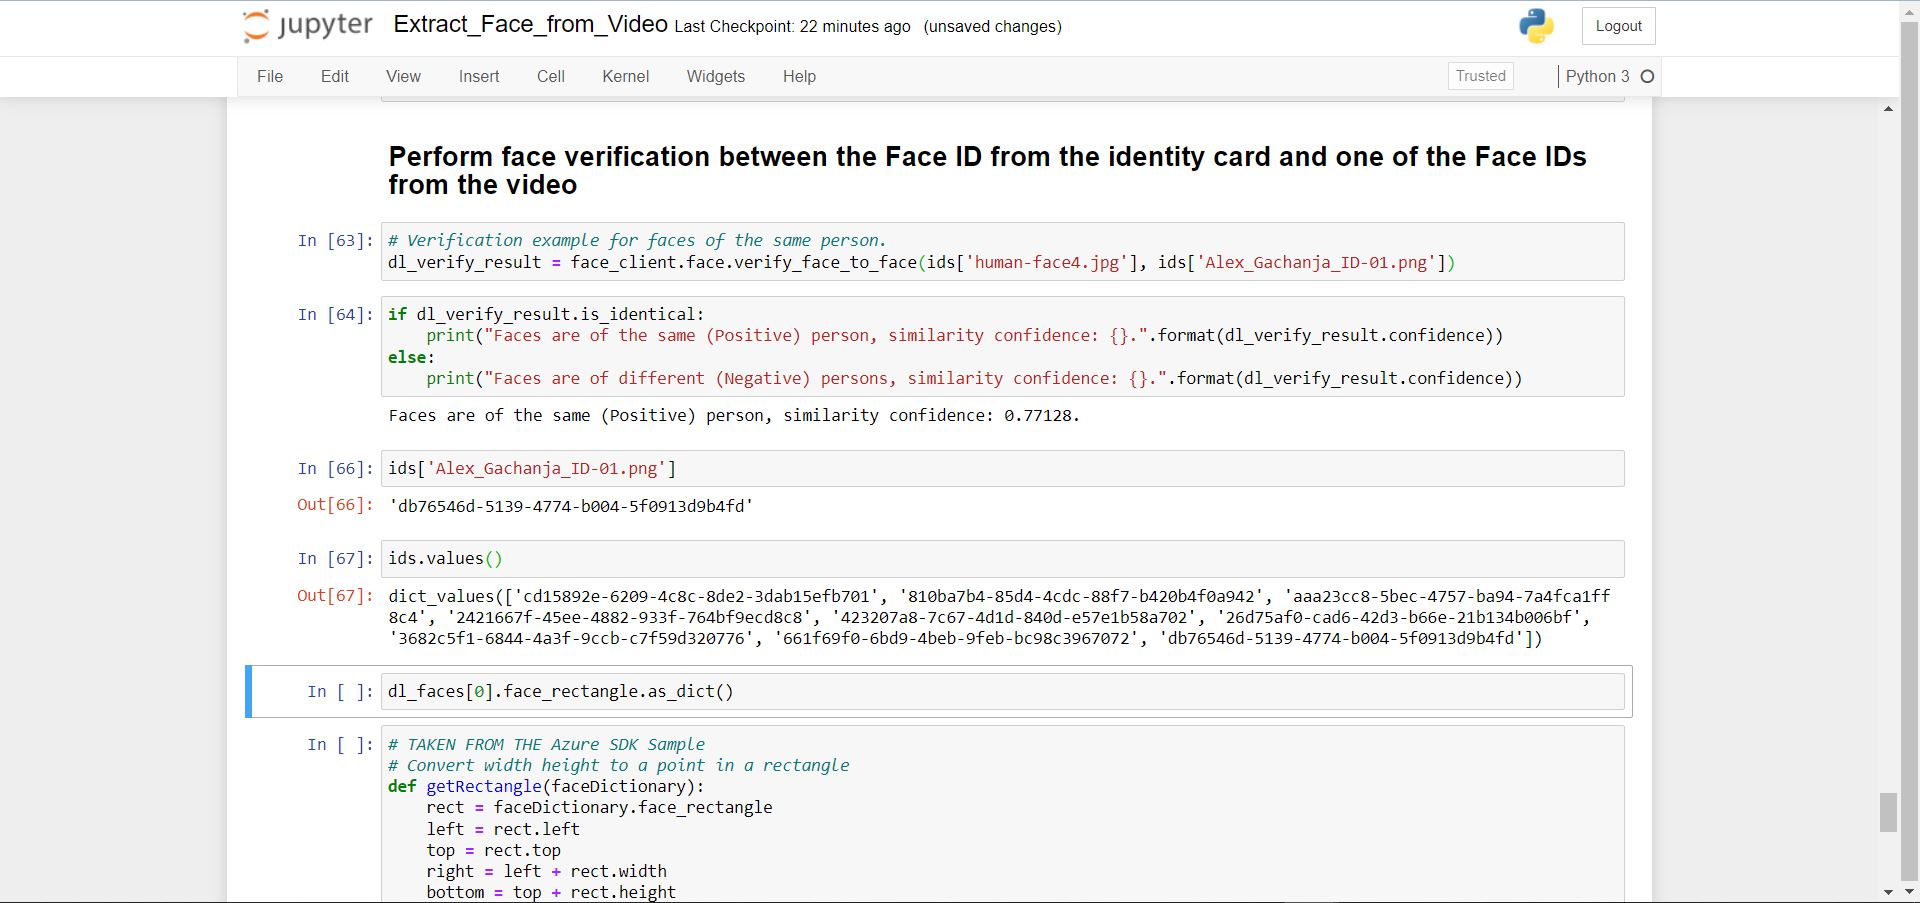 jupyter Extract_Face_from_Video Last Checkpoint: 22 minutes ago (unsaved changes) Logout
File Edit View Insert Cell Kernel Widgets Help Trusted Python 3
Perform face verification between the Face ID from the identity card and one of the Face IDs
from the video
In [63]: # Verification example for faces of the same person.
dl_verify_result = face_client.face.verify_face_to_face(ids['human-face4.jpg'], ids['Alex_Gachanja_ID-01.png'])
In [64]: if dl_verify_result.is_identical:
    print("Faces are of the same (Positive) person, similarity confidence: {}.".format(dl_verify_result.confidence))
else:
    print("Faces are of different (Negative) persons, similarity confidence: {}.".format(dl_verify_result.confidence))
Faces are of the same (Positive) person, similarity confidence: 0.77128.
In [66]: ids['Alex_Gachanja_ID-01.png']
Out[66]: 'db76546d-5139-4774-b004-5f0913d9b4fd'
In [67]: ids.values()
Out[67]: dict_values(['cd15892e-6209-4c8c-8de2-3dab15efb701', '810ba7b4-85d4-4cdc-88f7-b420b4f0a942', 'aaa23cc8-5bec-4757-ba94-7a4fca1ff
8c4', '2421667f-45ee-4882-933f-764bf9ecd8c8', '423207a8-7c67-4d1d-840d-e57e1b58a702', '26d75af0-cad6-42d3-b66e-21b134b006bf',
'3682c5f1-6844-4a3f-9ccb-c7f59d320776', '661f69f0-6bd9-4beb-9feb-bc98c3967072', 'db76546d-5139-4774-b004-5f0913d9b4fd'])
In [ ]: dl_faces[0].face_rectangle.as_dict()
In [ ]: # TAKEN FROM THE Azure SDK Sample
# Convert width height to a point in a rectangle
def getRectangle(faceDictionary):
    rect = faceDictionary.face_rectangle
    left = rect.left
    top = rect.top
    right = left + rect.width
    bottom = top + rect.height